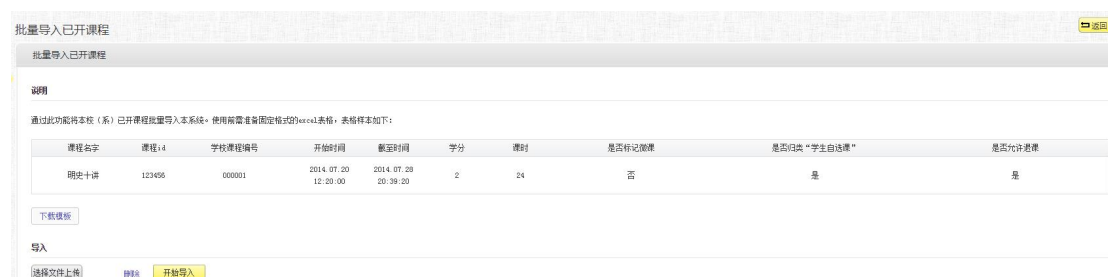 批量导入已开课程
返回
批量导入已开课程
说明
通过此功能将本校（系）已开课程批量导入本系统。使用前需准备固定格式的excel表格，表格样本如下：
课程名字 课程id 学校课程编号 开始时间 截至时间 学分 课时 是否标记微课 是否归类“学生自选课” 是否允许退课
明史十讲 123456 000001 2014.07.20 12:20:00 2014.07.28 20:39:20 2 24 否 是 是
下载模板
导入
选择文件上传 删除 开始导入